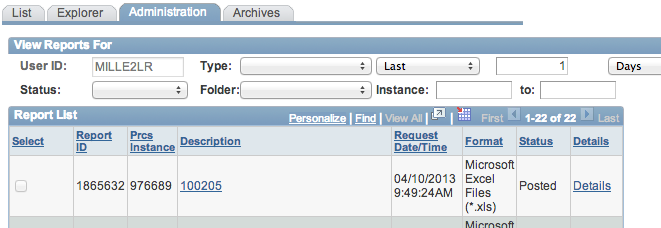 List Explorer Administration Archives
View Reports For
User ID: MILLE2LR Type: Last 1 Days
Status: Folder: Instance: to:
Report List Personalize | Find | View All | | First 1-22 of 22 Last
Select Report ID Prcs Instance Description Request Date/Time Format Status Details
1865632 976689 100205 04/10/2013 9:49:24AM Microsoft Excel Files (*.xls) Posted Details
Microsoft